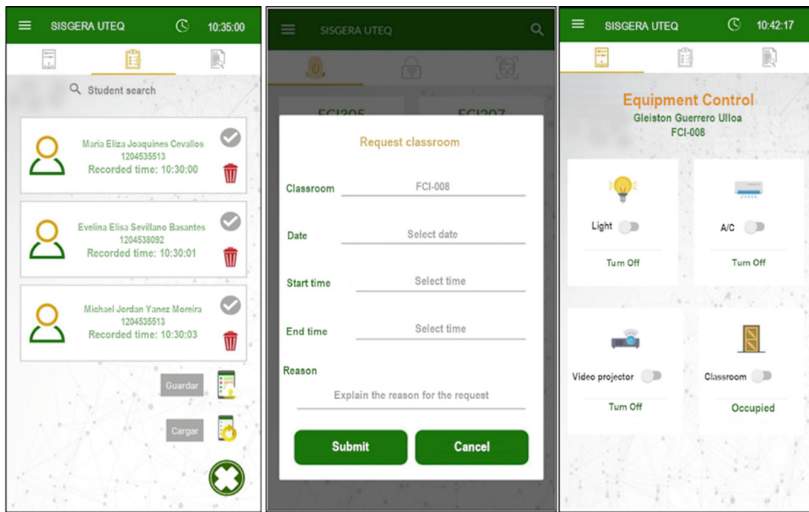 SISGERA UTEQ 10:35:00
Student search
Maria Eliza Joaquines Cevallos
1204535513
Recorded time: 10:30:00
Evelina Elisa Sevillano Basantes
1204538092
Recorded time: 10:30:01
Michael Jordan Yanez Moreira
1204535513
Recorded time: 10:30:03
Guardar
Cargar
SISGERA UTEQ
FCI205 FCI207
Request classroom
Classroom FCI-008
Date Select date
Start time Select time
End time Select time
Reason
Explain the reason for the request
Submit Cancel
SISGERA UTEQ 10:42:17
Equipment Control
Gleiston Guerrero Ulloa
FCI-008
Light A/C
Turn Off Turn Off
Video projector Classroom
Turn Off Occupied